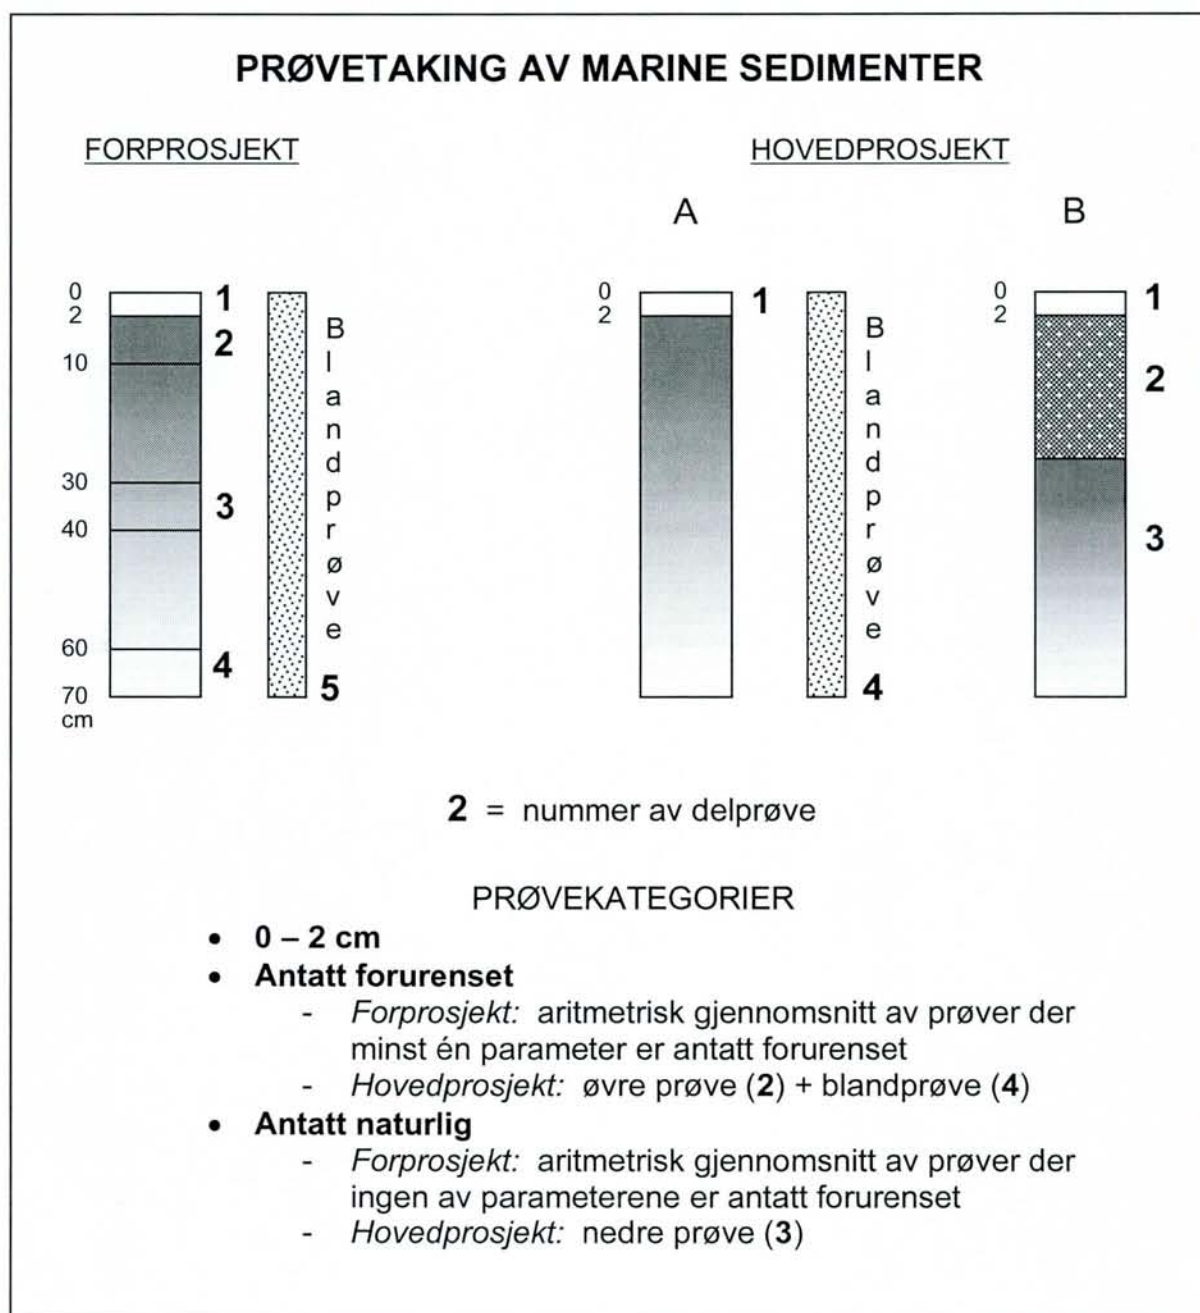 PRØVETAKING AV MARINE SEDIMENTER
FORPROSJEKT
0
2
10
30
40
60
70
cm
1
2
3
4
Blandprøve
5
HOVEDPROSJEKT
A
0
2
1
Blandprøve
4
B
0
2
1
2
3
2 = nummer av delprøve
PRØVEKATEGORIER
• 0 – 2 cm
• Antatt forurenset
- Forprosjekt: aritmetrisk gjennomsnitt av prøver der
minst én parameter er antatt forurenset
- Hovedprosjekt: øvre prøve (2) + blandprøve (4)
• Antatt naturlig
- Forprosjekt: aritmetrisk gjennomsnitt av prøver der
ingen av parameterene er antatt forurenset
- Hovedprosjekt: nedre prøve (3)